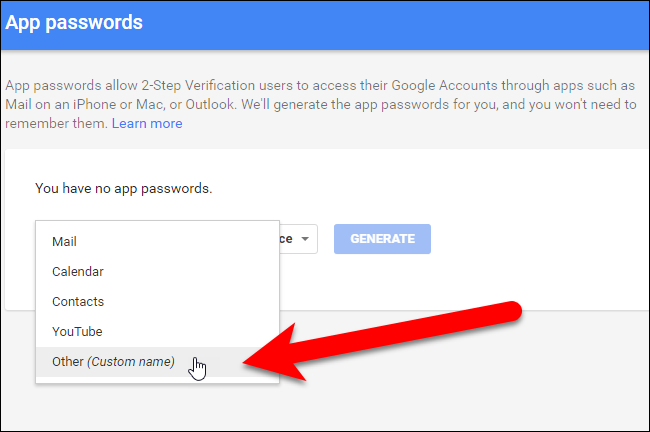 App passwords
App passwords allow 2-Step Verification users to access their Google Accounts through apps such as
Mail on an iPhone or Mac, or Outlook. We'll generate the app passwords for you, and you won't need to
remember them. Learn more
You have no app passwords.
ce GENERATE
Mail
Calendar
Contacts
YouTube
Other (Custom name)